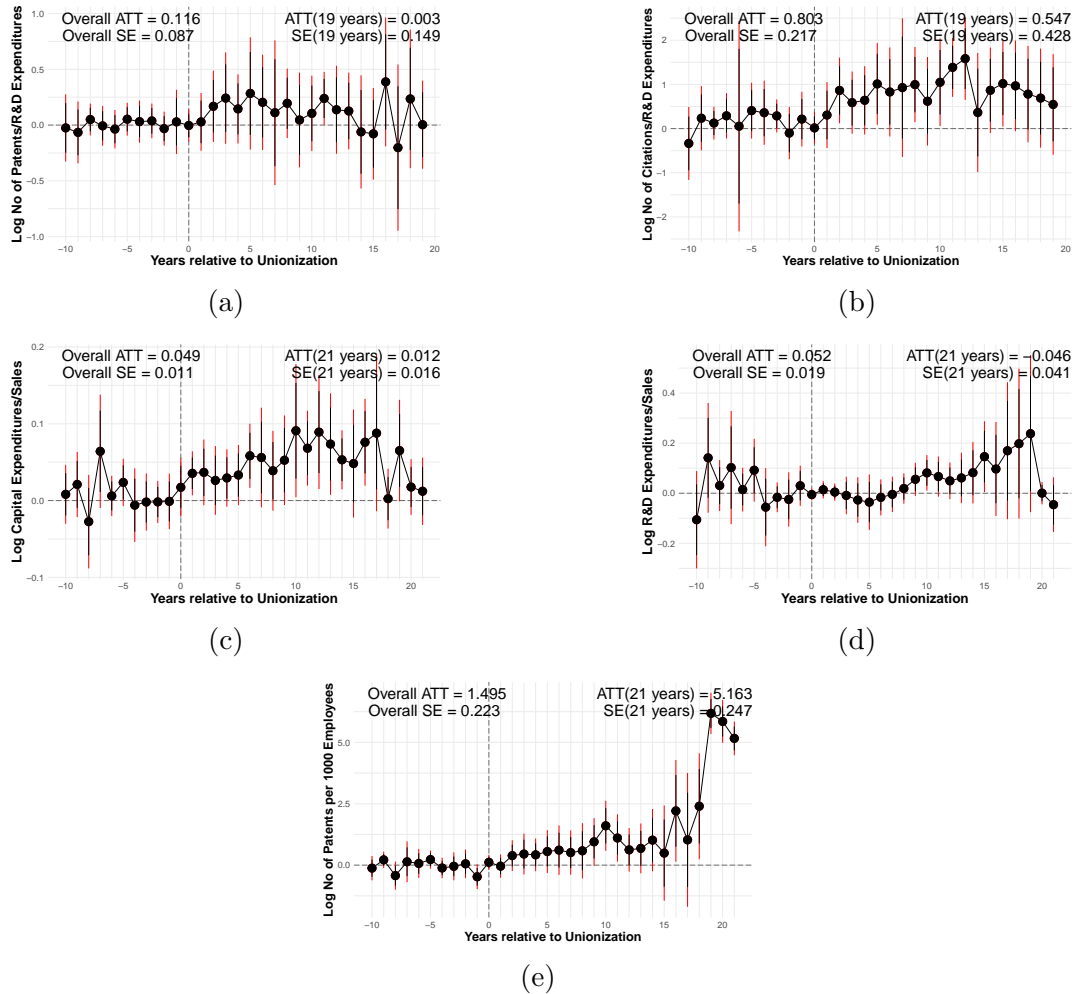 Overall ATT = 0.116 ATT(19 years) = 0.003
Overall SE = 0.087 SE(19 years) = 0.149
Log No of Patents/R&D Expenditures
1.0
0.5
0.0
−0.5
−1.0
−10 −5 0 5 10 15 20
Years relative to Unionization
(a)
Overall ATT = 0.803 ATT(19 years) = 0.547
Overall SE = 0.217 SE(19 years) = 0.428
Log No of Citations/R&D Expenditures
2
1
0
−1
−2
−10 −5 0 5 10 15 20
Years relative to Unionization
(b)
Overall ATT = 0.049 ATT(21 years) = 0.012
Overall SE = 0.011 SE(21 years) = 0.016
Log Capital Expenditures/Sales
0.2
0.1
0.0
−0.1
−10 −5 0 5 10 15 20
Years relative to Unionization
(c)
Overall ATT = 0.052 ATT(21 years) = −0.046
Overall SE = 0.019 SE(21 years) = 0.041
Log R&D Expenditures/Sales
0.4
0.2
0.0
−0.2
−10 −5 0 5 10 15 20
Years relative to Unionization
(d)
Overall ATT = 1.495 ATT(21 years) = 5.163
Overall SE = 0.223 SE(21 years) = 0.247
Log No of Patents per 1000 Employees
5.0
2.5
0.0
−10 −5 0 5 10 15 20
Years relative to Unionization
(e)